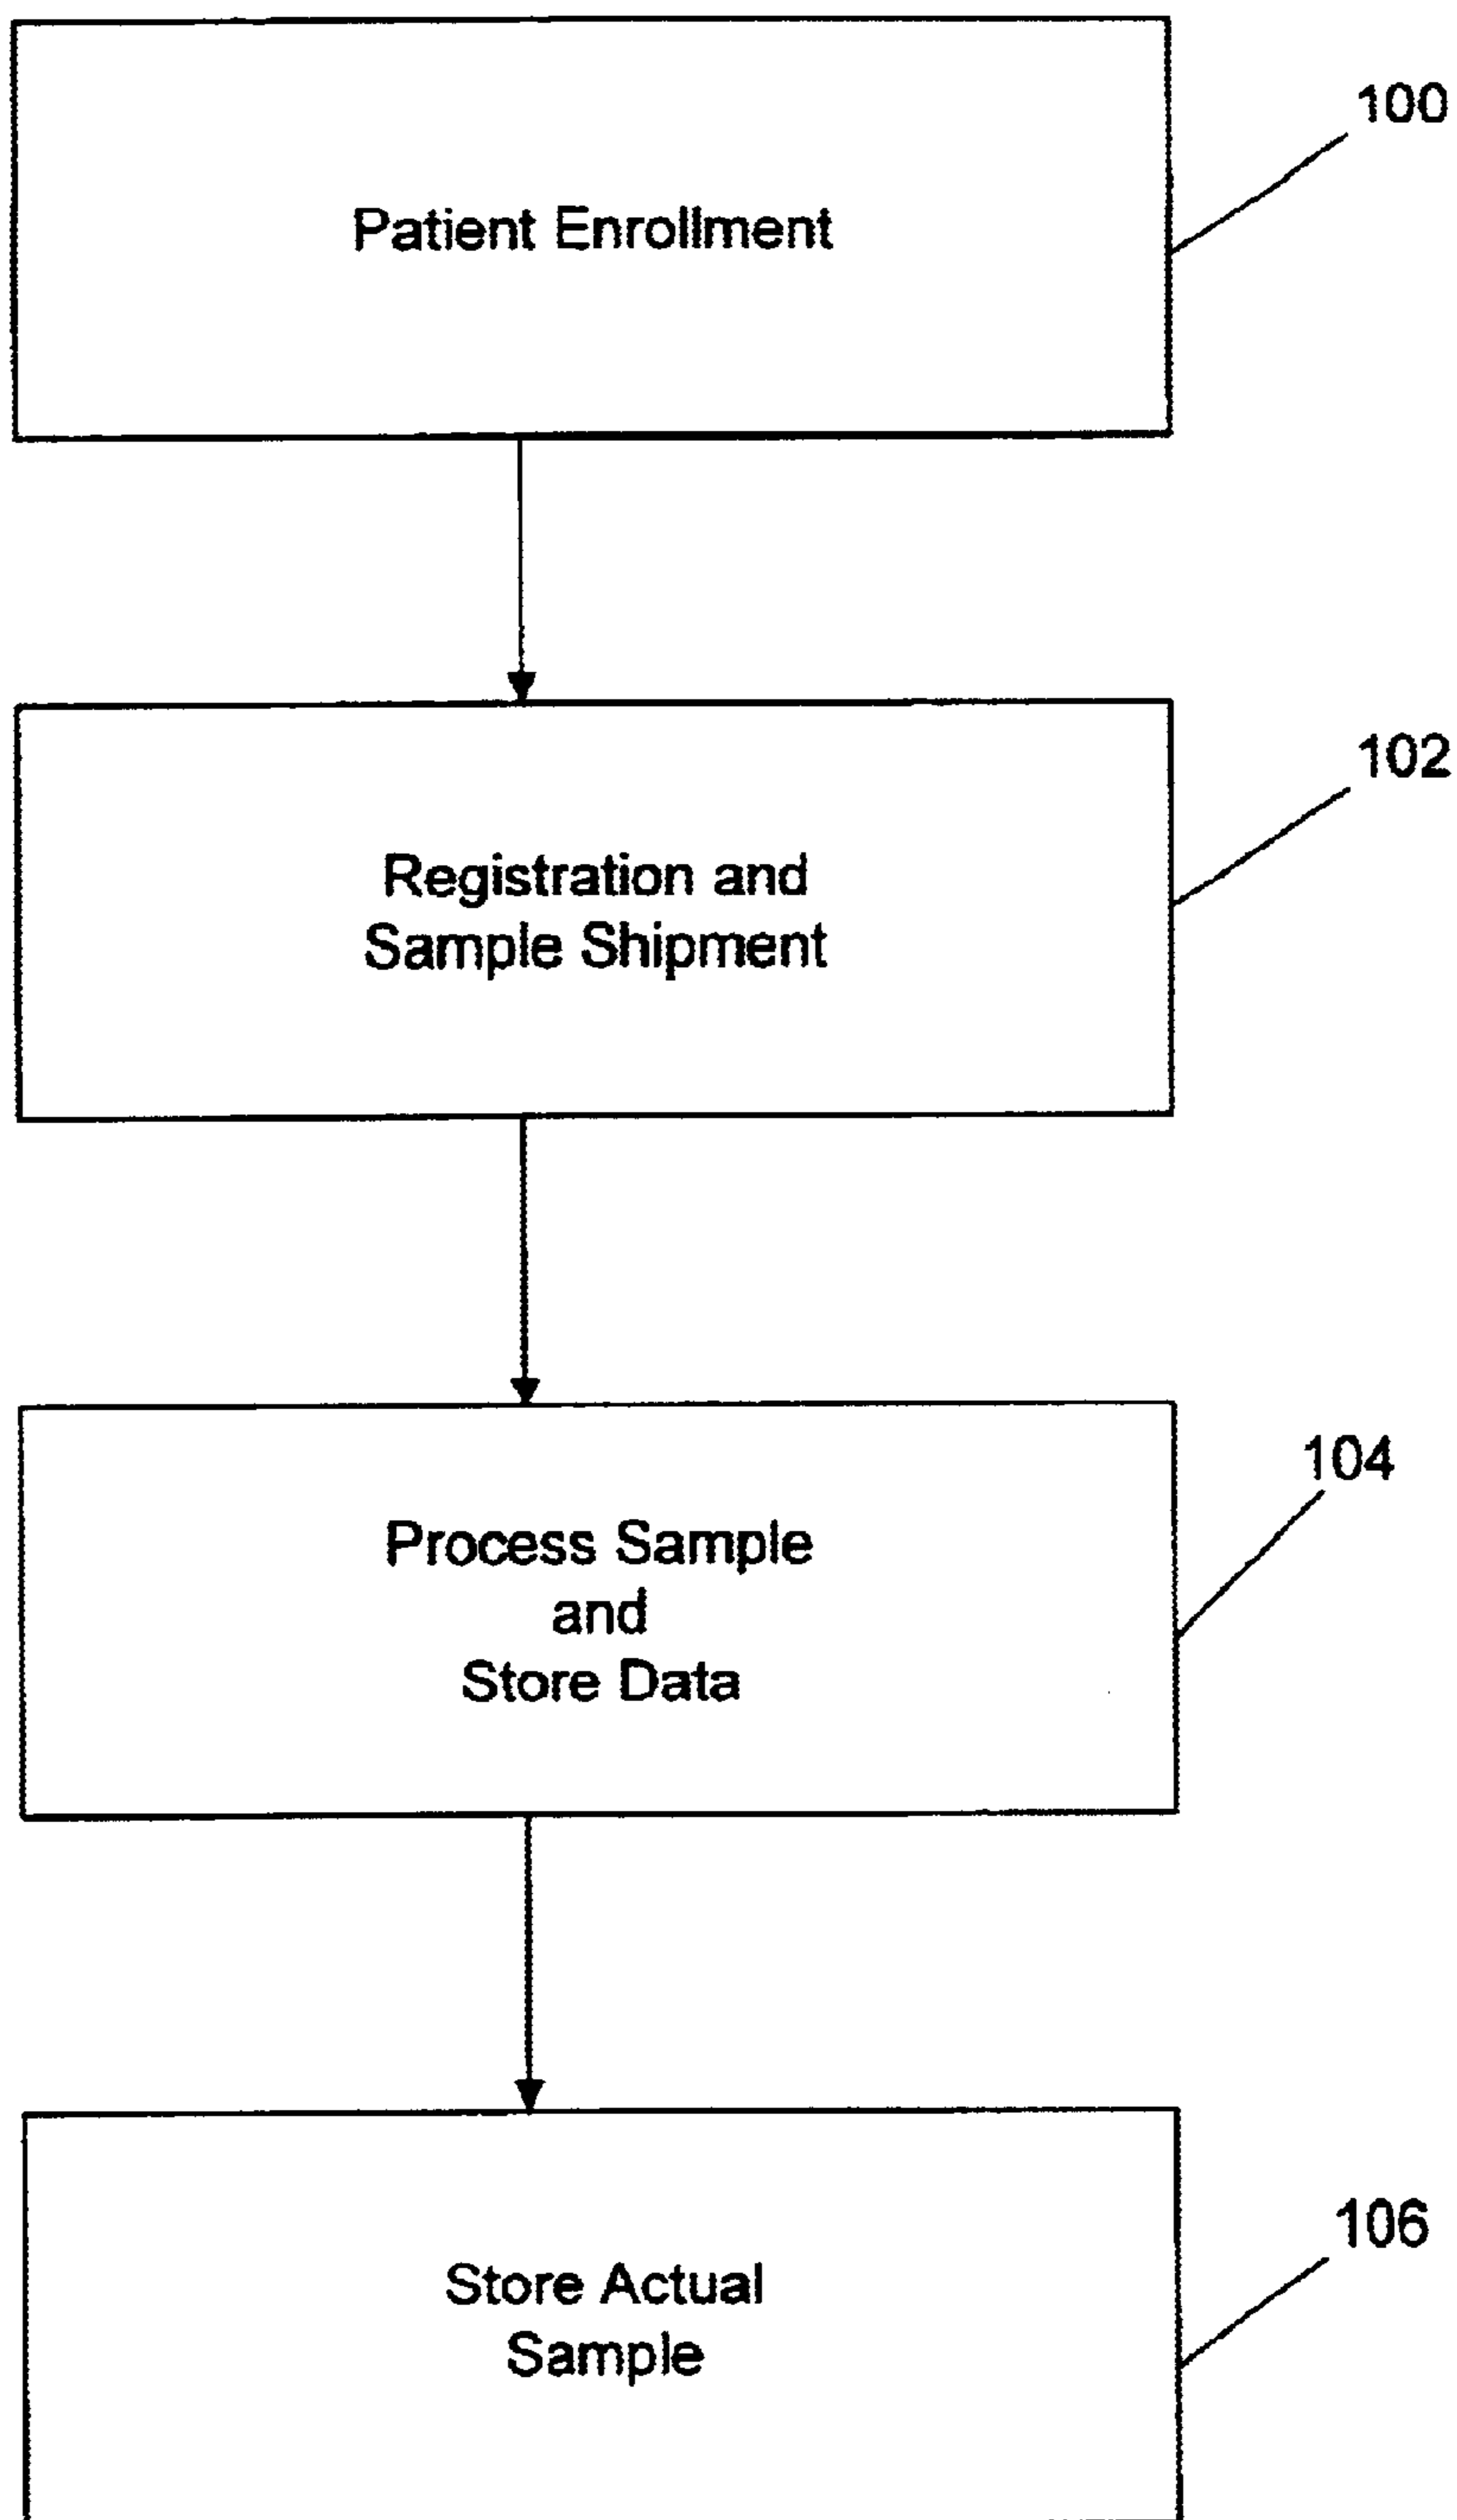 100
Patient Enrollment
102
Registration and
Sample Shipment
104
Process Sample
and
Store Data
106
Store Actual
Sample